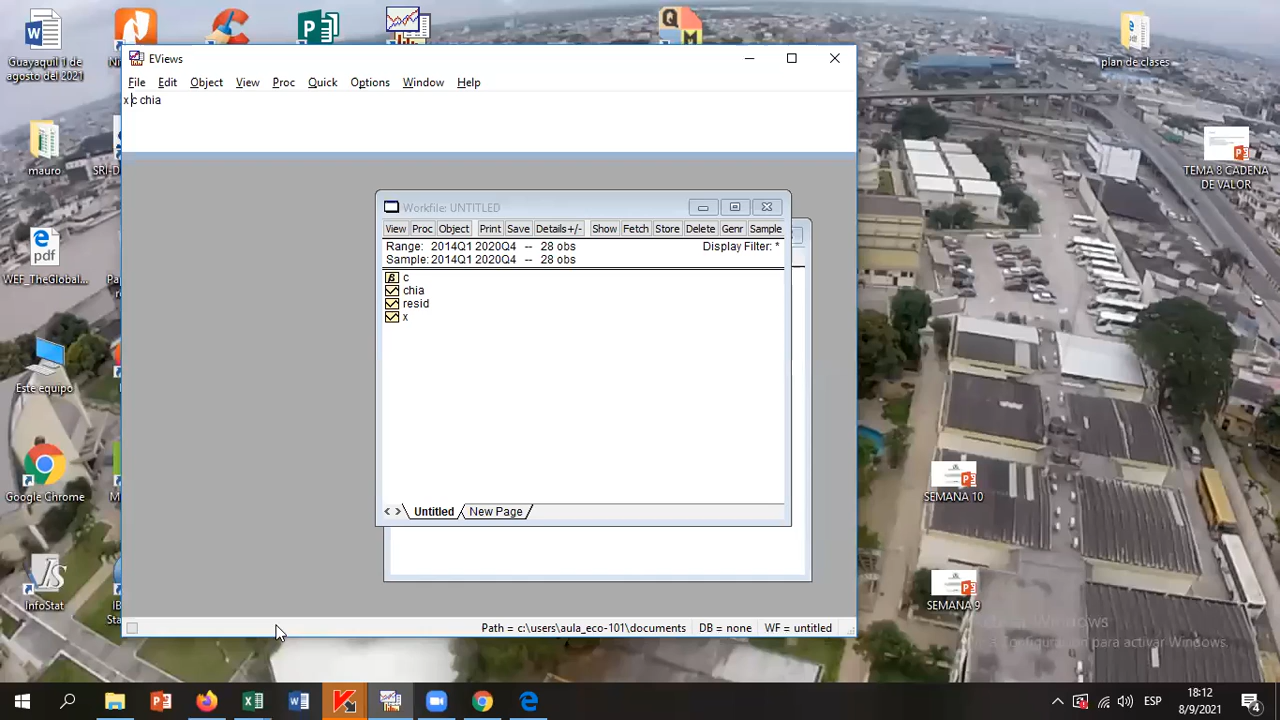 Guayaquil 1 de
agosto del 2021
Ni
plan de clases
EViews
File Edit Object View Proc Quick Options Window Help
x c chia
mauro
SRI-D
TEMA 8 CADENA
DE VALOR
Workfile: UNTITLED
View Proc Object Print Save Details+/- Show Fetch Store Delete Genr Sample
Range: 2014Q1 2020Q4 -- 28 obs
Display Filter: *
Sample: 2014Q1 2020Q4 -- 28 obs
c
chia
resid
x
pdf
WEF_TheGlobal...
Este equipo
Google Chrome
SEMANA 10
< > Untitled New Page
InfoStat
SEMANA 9
Path = c:\users\aula_eco-101\documents DB = none WF = untitled
Windows
Configuración para activar Windows.
ESP
18:12
8/9/2021
4